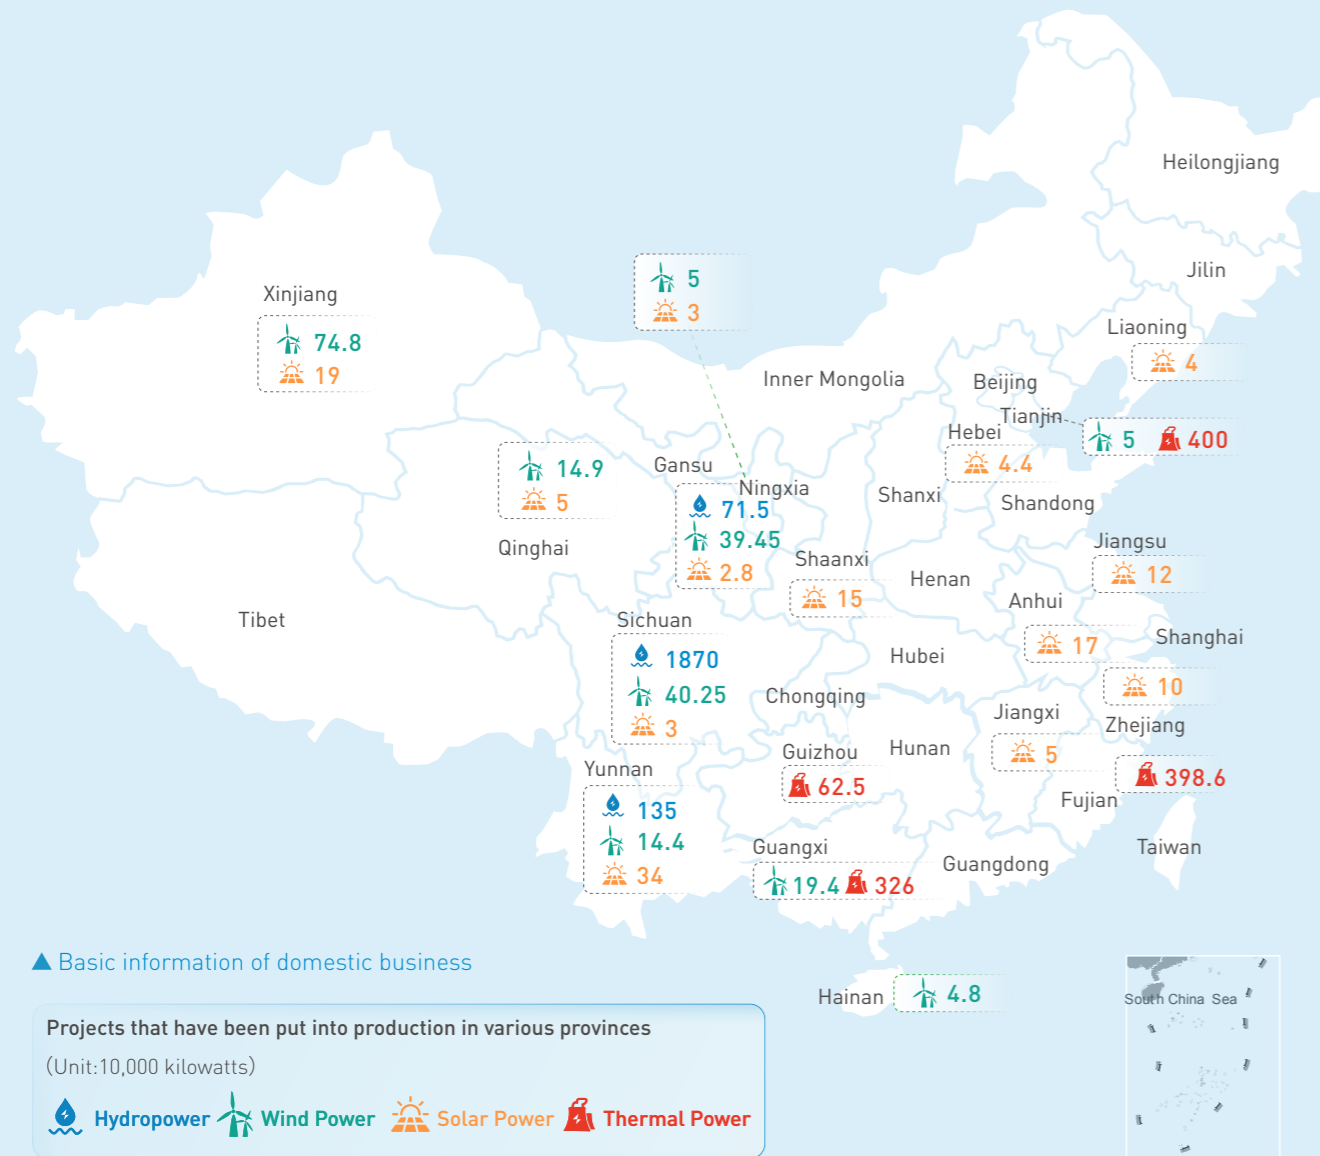 Heilongjiang
Jilin
5
3
Xinjiang
74.8
19
Liaoning
4
Inner Mongolia
Beijing
Tianjin
5 400
Hebei
4.4
14.9
5
Qinghai
Gansu
Ningxia
71.5
39.45
2.8
Shanxi
Shandong
Jiangsu
12
Shaanxi
15
Henan
Anhui
17
Shanghai
Tibet
Sichuan
1870
40.25
3
Hubei
Chongqing
10
Zhejiang
Jiangxi
5
Hunan
Guizhou
62.5
398.6
Fujian
Yunnan
135
14.4
34
Guangxi
19.4 326
Guangdong
Taiwan
Hainan
4.8
South China Sea
▲ Basic information of domestic business
Projects that have been put into production in various provinces
(Unit:10,000 kilowatts)
Hydropower Wind Power Solar Power Thermal Power